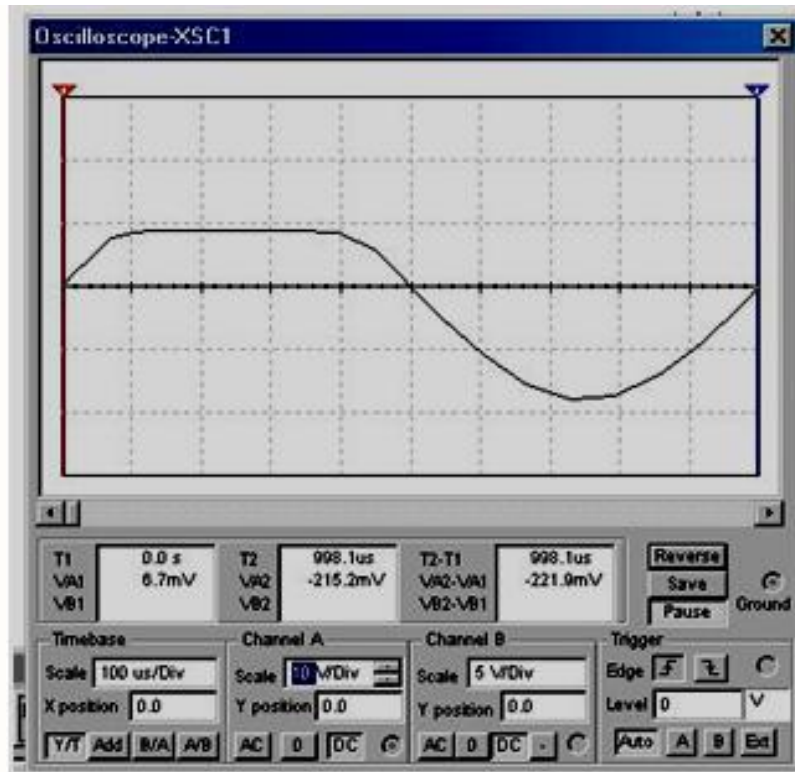 Oscilloscope-XSC1
T1 0.0 s T2 998.1us T2-T1 998.1us Reverse
VA1 6.7mV VA2 -215.2mV VA2-VA1 -221.9mV Save
VB1 VB2 VB2-VB1 Pause Ground
Timebase Channel A Channel B Trigger
Scale 100 us/Div Scale 10 V/Div Scale 5 V/Div Edge
X position 0.0 Y position 0.0 Y position 0.0 Level 0 V
Y/T Add B/A A/B AC 0 DC AC 0 DC - Auto A B Ext